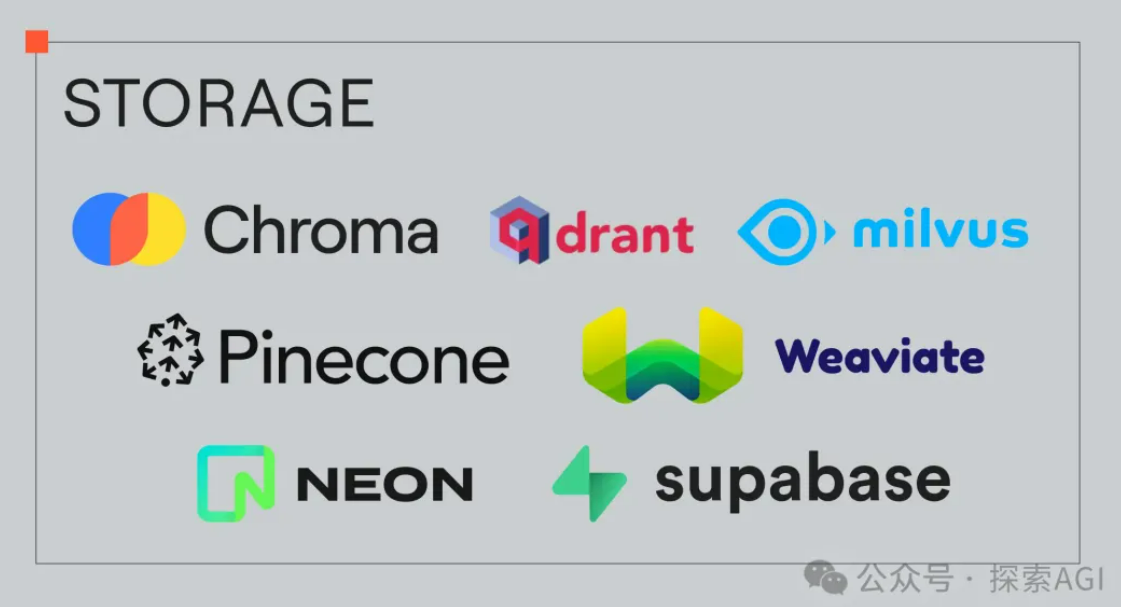 STORAGE
Chroma qdrant milvus
Pinecone Weaviate
NEON supabase
公众号 · 探索AGI